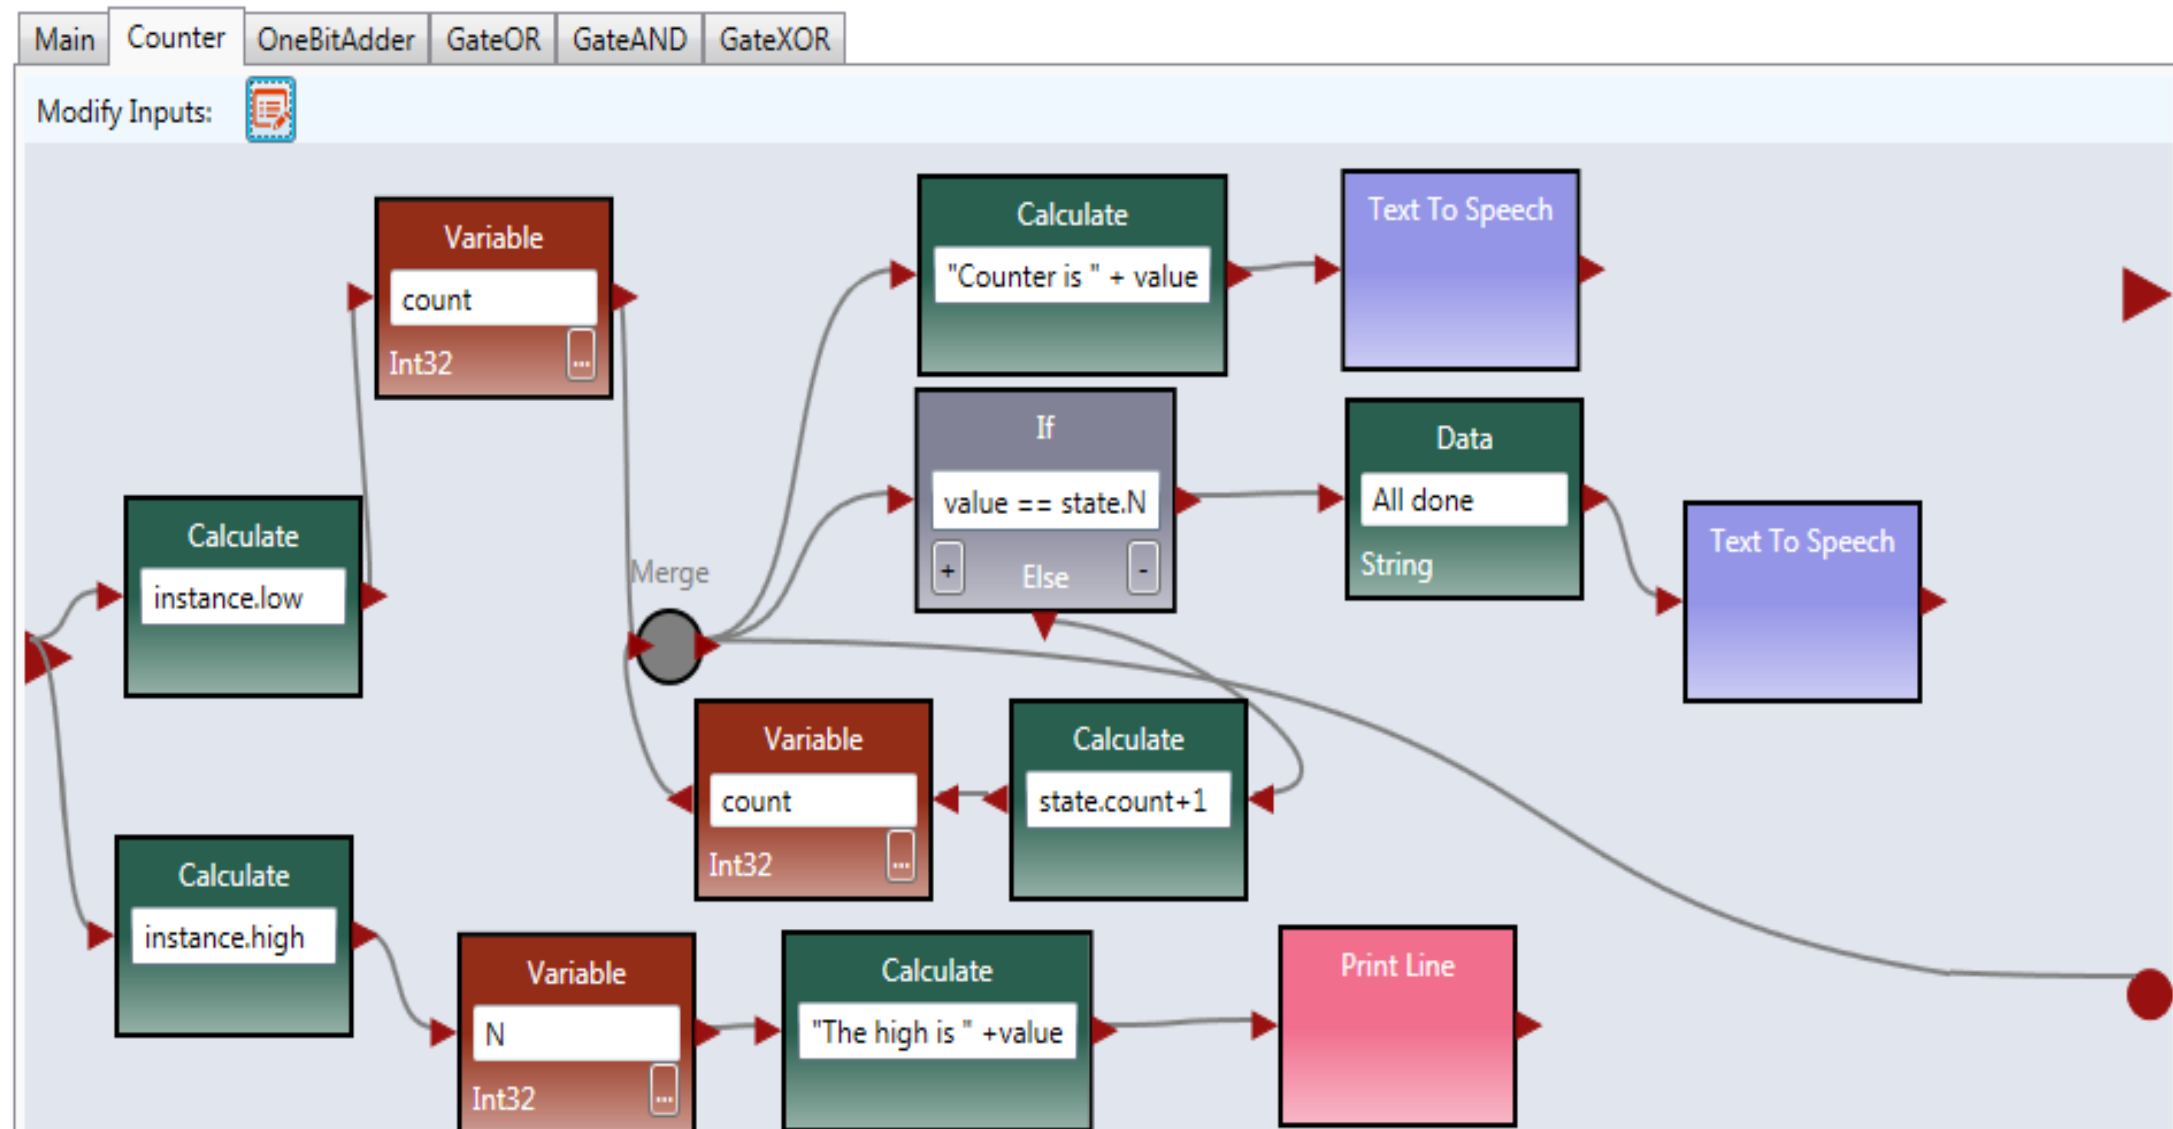 Main Counter OneBitAdder GateOR GateAND GateXOR
Modify Inputs:
Variable
count
Int32
...
Calculate
"Counter is " + value
Text To Speech
If
value == state.N
+ Else -
Data
All done
String
Text To Speech
Calculate
instance.low
Merge
Variable
count
Int32
...
Calculate
state.count+1
Calculate
instance.high
Variable
N
Int32
...
Calculate
"The high is " +value
Print Line